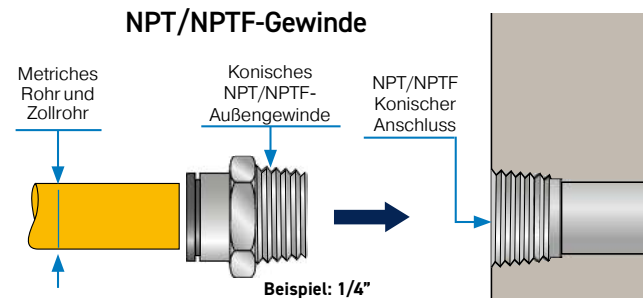 NPT/NPTF-Gewinde
Metriches
Rohr und
Zollrohr
Konisches
NPT/NPTF-
Außengewinde
NPT/NPTF
Konischer
Anschluss
Beispiel: 1/4”